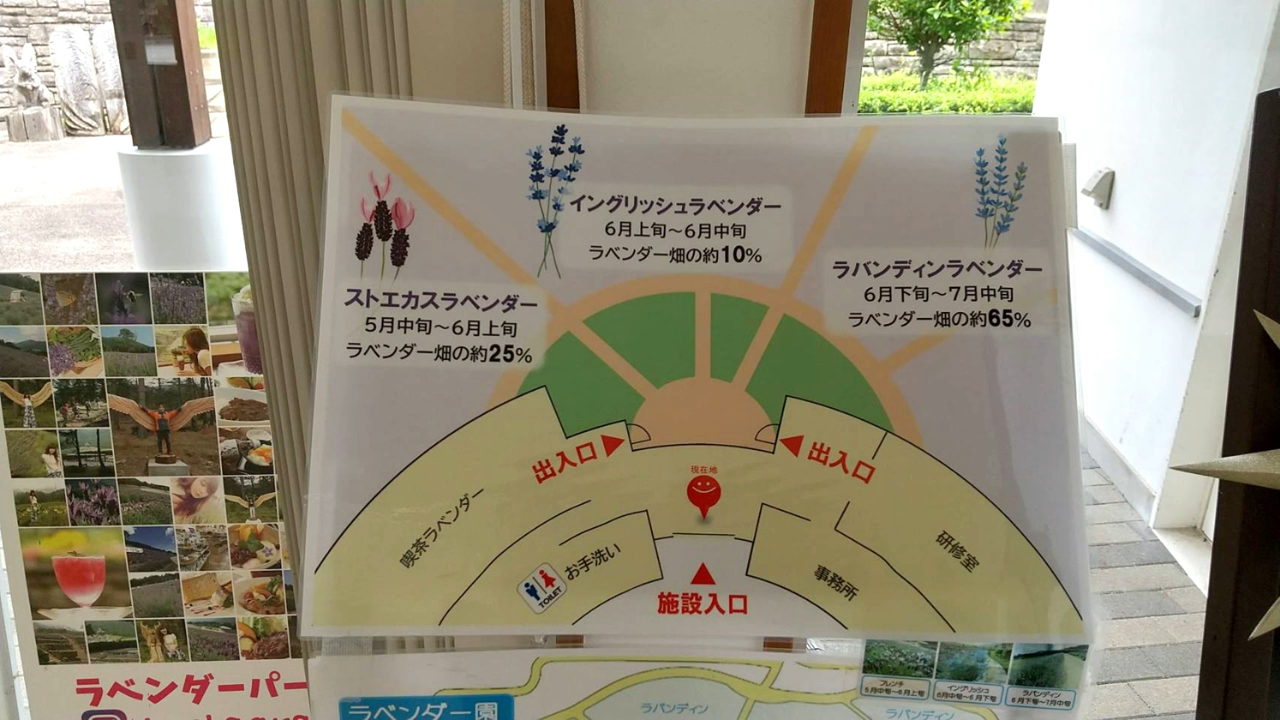 イングリッシュラベンダー
6月上旬～6月中旬
ラベンダー畑の約10%
ラバンディンラベンダー
6月下旬～7月中旬
ラベンダー畑の約65%
ストエカスラベンダー
5月中旬～6月上旬
ラベンダー畑の約25%
出入口
出入口
現在地
喫茶ラベンダー
研修室
お手洗い
TOILET
事務所
施設入口
ラベンダーパー
ラベンダー園
ラバンディン
ラバンディン
フレンチ
5月中旬～6月上旬
イングリッシュ
6月中旬～6月下旬
ラバンディン
6月下旬～7月中旬